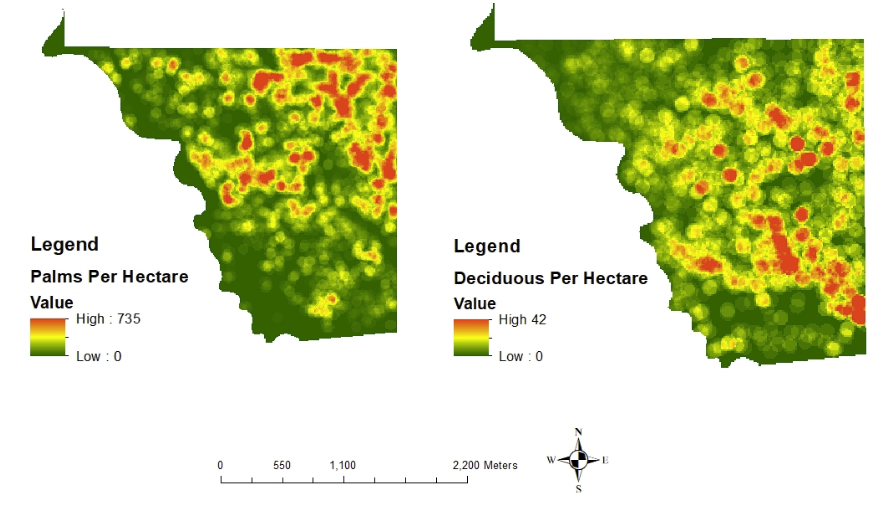 Legend
Palms Per Hectare
Value
High : 735
Low : 0
Legend
Deciduous Per Hectare
Value
High 42
Low : 0
0 550 1,100 2,200 Meters
N
W E
S